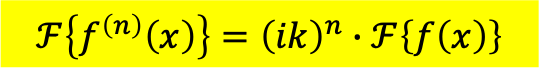 ℱ{f⁽ⁿ⁾(x)} = (ik)ⁿ · ℱ{f(x)}